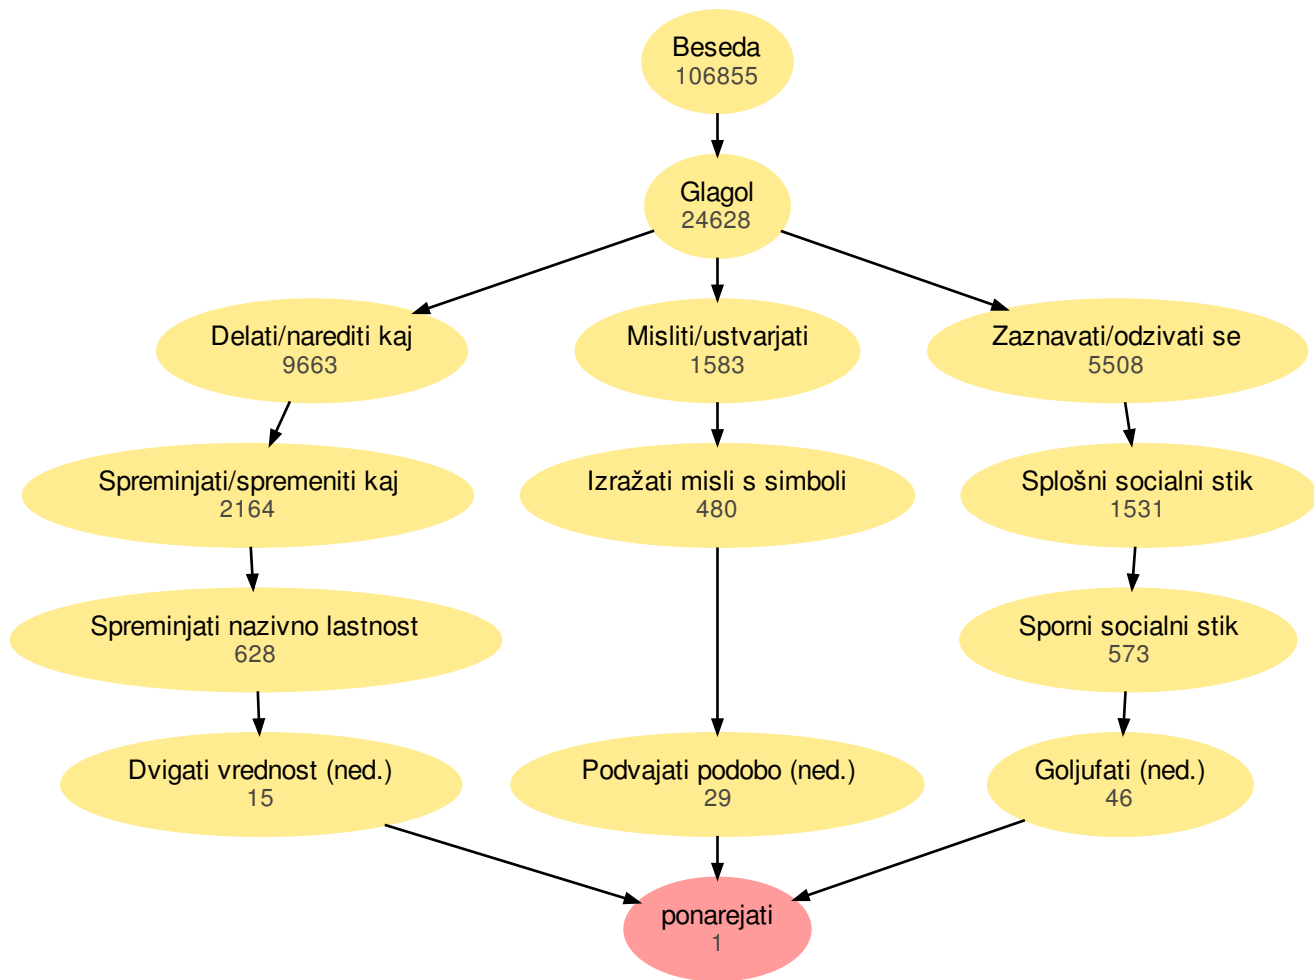 Beseda
106855
Glagol
24628
Delati/narediti kaj
9663
Misliti/ustvarjati
1583
Zaznavati/odzivati se
5508
Spreminjati/spremeniti kaj
2164
Izražati misli s simboli
480
Splošni socialni stik
1531
Spreminjati nazivno lastnost
628
Sporni socialni stik
573
Dvigati vrednost (ned.)
15
Podvajati podobo (ned.)
29
Goljufati (ned.)
46
ponarejati
1